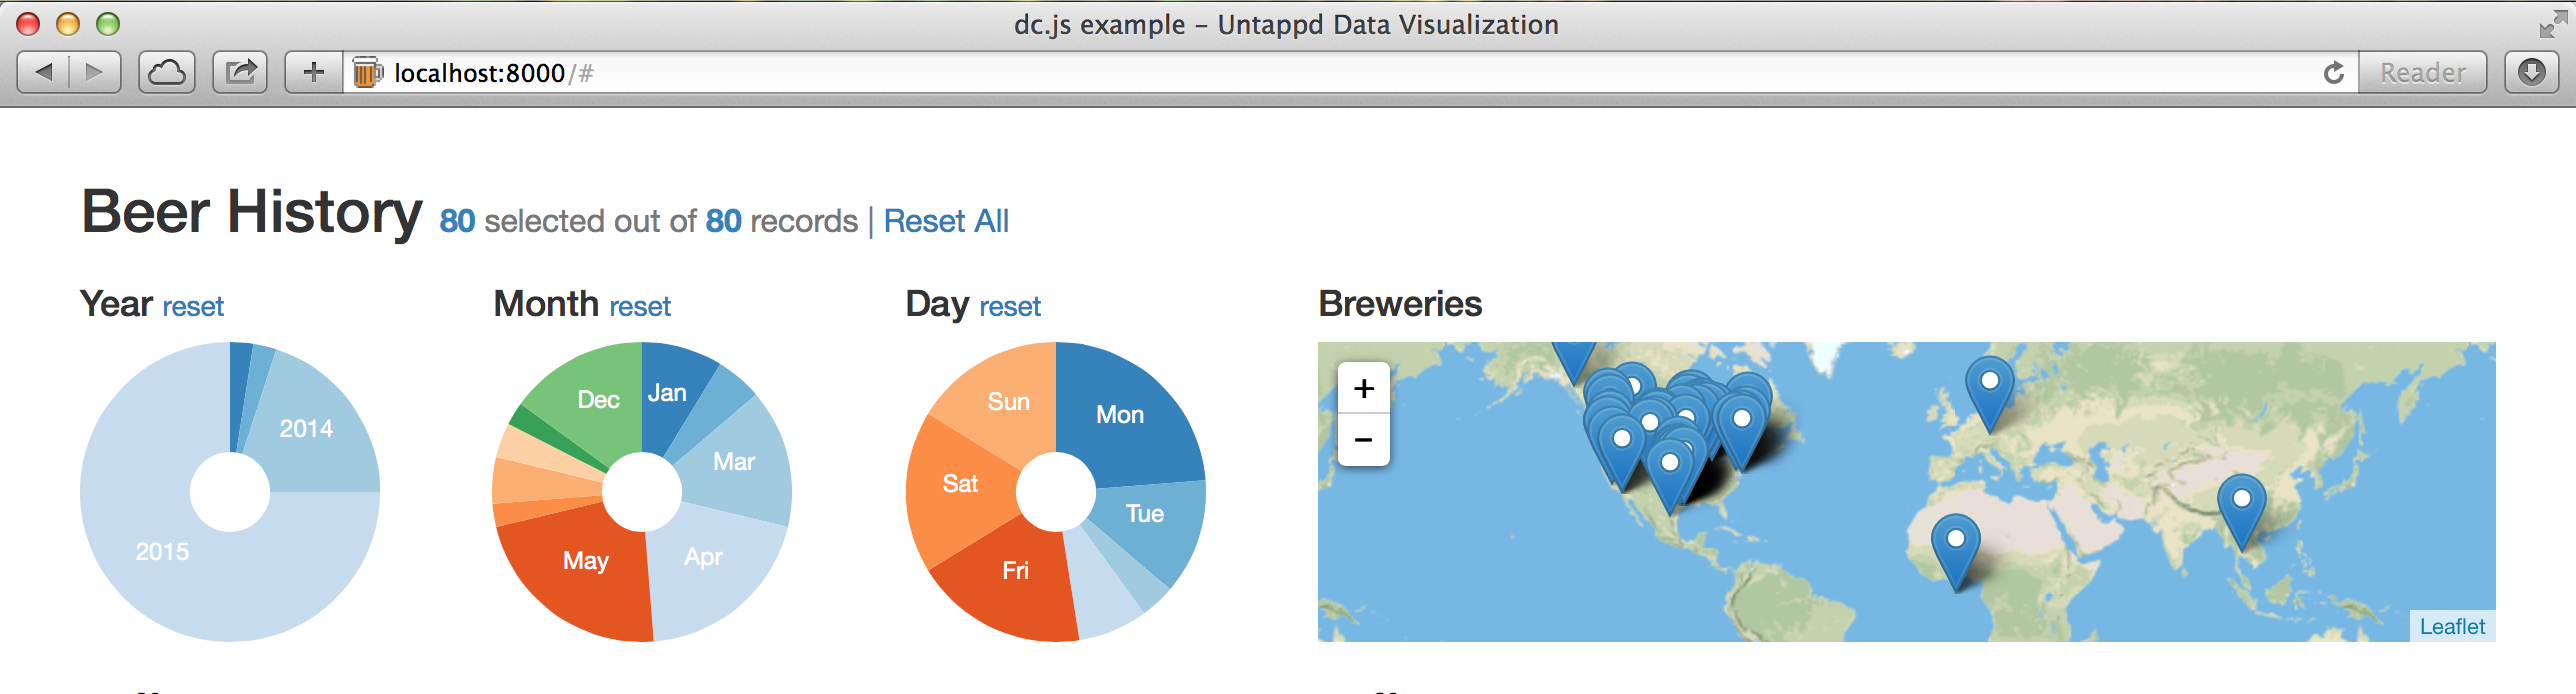 dc.js example – Untappd Data Visualization
localhost:8000/#
Reader
Beer History 80 selected out of 80 records | Reset All
Year reset
Month reset
Day reset
Breweries
2014
2015
Jan
Mar
Apr
May
Dec
Mon
Tue
Fri
Sat
Sun
+
−
Leaflet